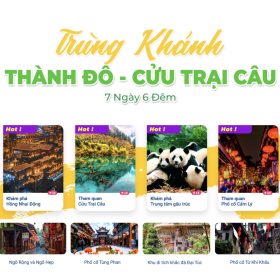 Trùng Khánh
THÀNH ĐÔ - CỬU TRẠI CÂU
7 Ngày 6 Đêm
Hot !
Hot !
Hot !
Hot !
Khám phá
Hồng Nhai Động
Tham quan
Cửu Trại Câu
Khám phá
Trung tâm gấu trúc
Tham quan
Phố cổ Cẩm Lý
Ngõ Rộng và Ngõ Hẹp
Phố cổ Tùng Phan
Khu di tích khắc đá Đại Túc
Phố cổ Từ Khí Khẩu